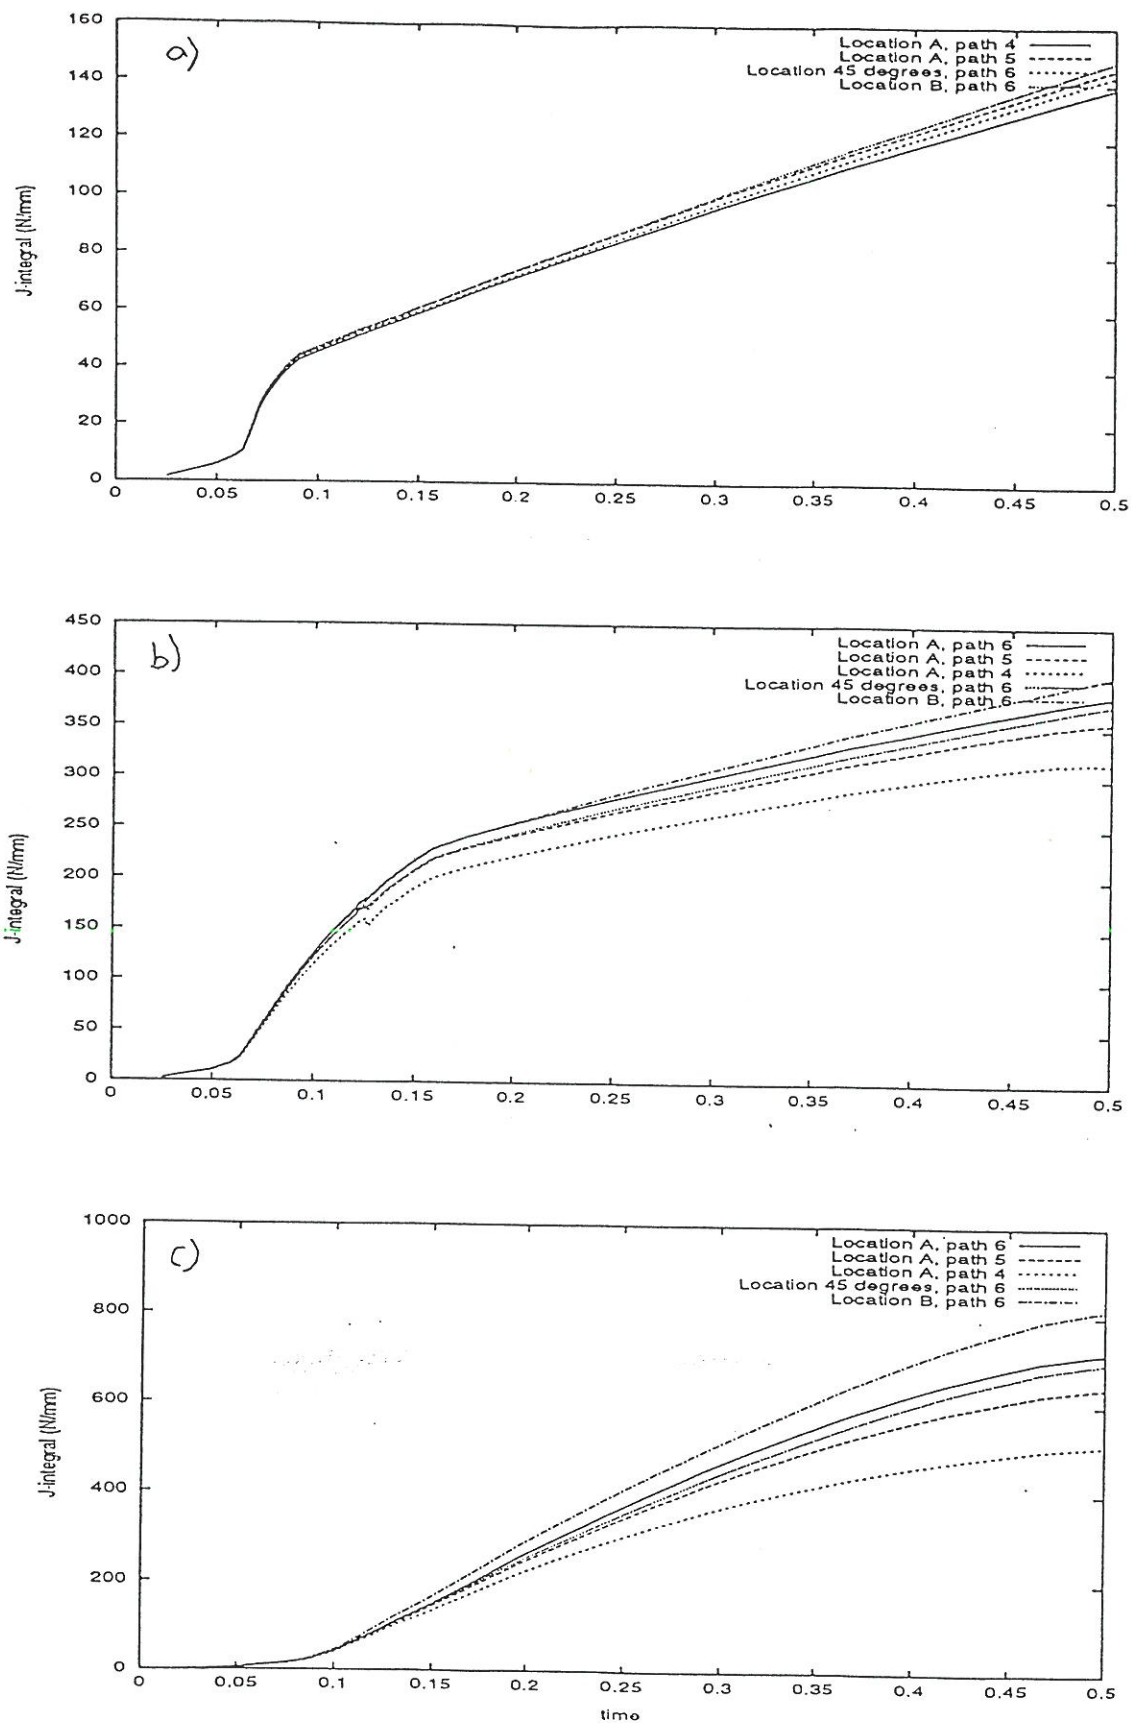 160
a)
Location A, path 4
Location A, path 5
Location 45 degrees, path 6
Location B, path 6
140
120
100
80
60
40
20
0
J-integral (N/mm)
0 0.05 0.1 0.15 0.2 0.25 0.3 0.35 0.4 0.45 0.5
450
b)
Location A, path 6
Location A, path 5
Location A, path 4
Location 45 degrees, path 6
Location B, path 6
400
350
300
250
200
150
100
50
0
J-integral (N/mm)
0 0.05 0.1 0.15 0.2 0.25 0.3 0.35 0.4 0.45 0.5
1000
c)
Location A, path 6
Location A, path 5
Location A, path 4
Location 45 degrees, path 6
Location B, path 6
800
600
400
200
0
J-integral (N/mm)
0 0.05 0.1 0.15 0.2 0.25 0.3 0.35 0.4 0.45 0.5
time